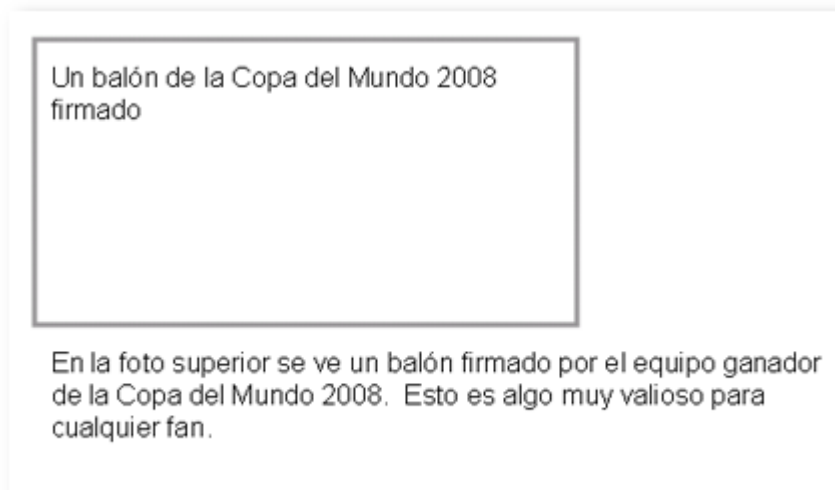 Un balón de la Copa del Mundo 2008
firmado
En la foto superior se ve un balón firmado por el equipo ganador
de la Copa del Mundo 2008.  Esto es algo muy valioso para
cualquier fan.